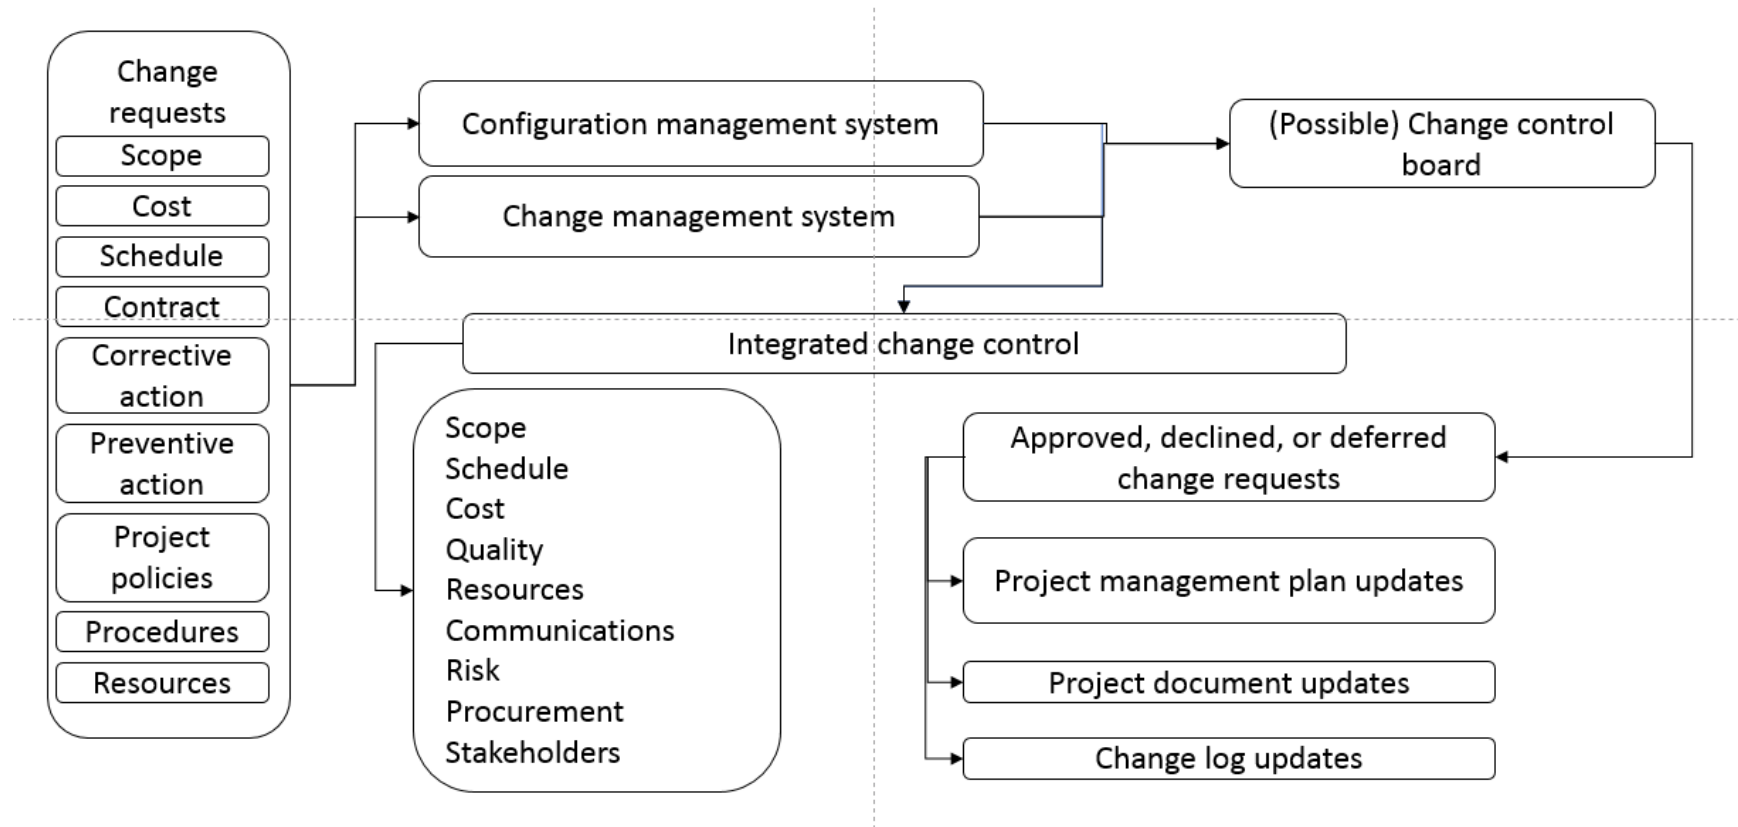 Change
requests
Scope
Cost
Schedule
Contract
Corrective
action
Preventive
action
Project
policies
Procedures
Resources
Configuration management system
Change management system
(Possible) Change control
board
Integrated change control
Scope
Schedule
Cost
Quality
Resources
Communications
Risk
Procurement
Stakeholders
Approved, declined, or deferred
change requests
Project management plan updates
Project document updates
Change log updates